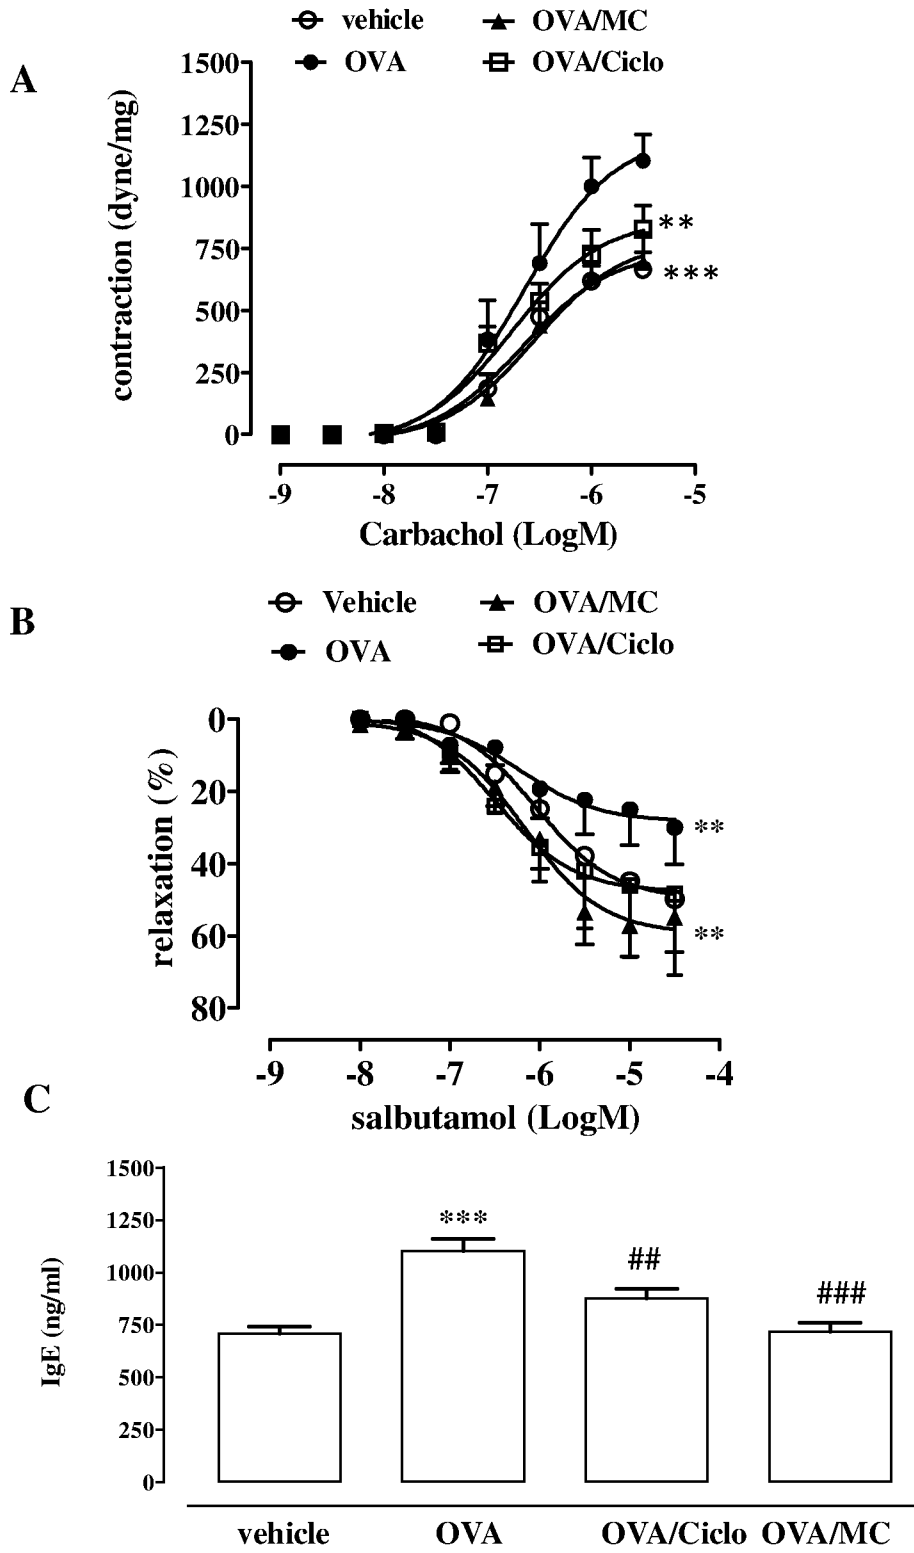 vehicle OVA/MC
OVA OVA/Ciclo
A
1500
1250
1000
750
500
250
0
contraction (dyne/mg)
**
***
-9 -8 -7 -6 -5
Carbachol (LogM)
B
Vehicle OVA/MC
OVA OVA/Ciclo
0
20
40
60
80
relaxation (%)
**
**
-9 -8 -7 -6 -5 -4
salbutamol (LogM)
C
1500
1250
1000
750
500
250
0
IgE (ng/ml)
***
##
###
vehicle OVA OVA/Ciclo OVA/MC